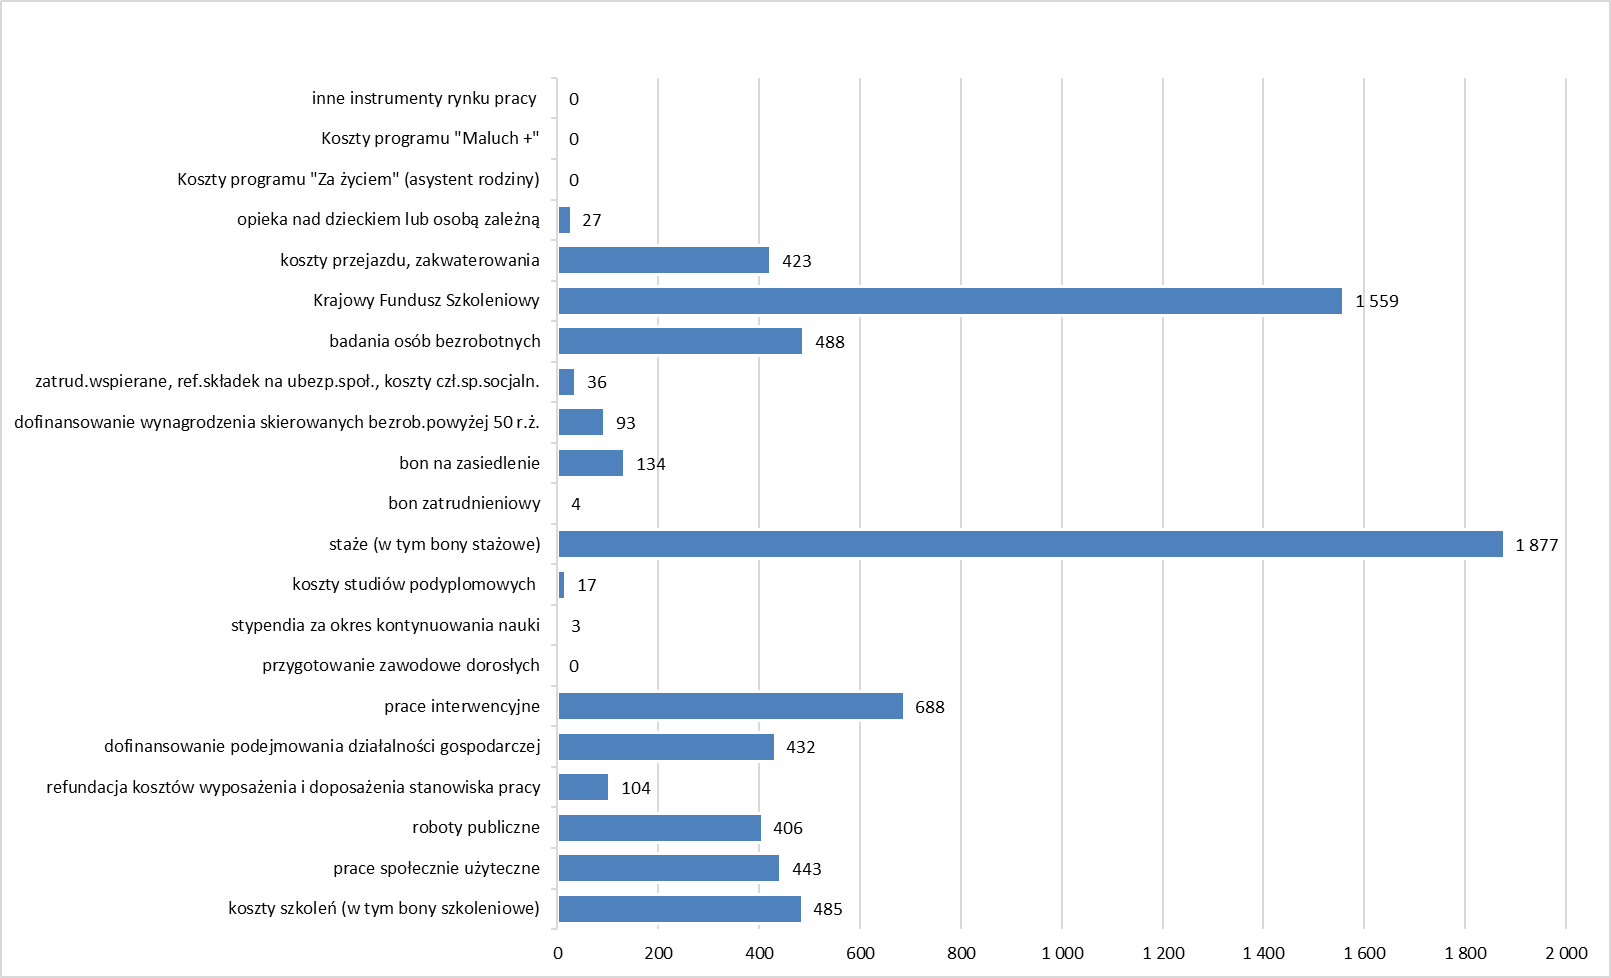 inne instrumenty rynku pracy 0
Koszty programu "Maluch +" 0
Koszty programu "Za życiem" (asystent rodziny) 0
opieka nad dzieckiem lub osobą zależną 27
koszty przejazdu, zakwaterowania 423
Krajowy Fundusz Szkoleniowy 1 559
badania osób bezrobotnych 488
zatrud.wspierane, ref.składek na ubezp.społ., koszty czł.sp.socjaln. 36
dofinansowanie wynagrodzenia skierowanych bezrob.powyżej 50 r.ż. 93
bon na zasiedlenie 134
bon zatrudnieniowy 4
staże (w tym bony stażowe) 1 877
koszty studiów podyplomowych 17
stypendia za okres kontynuowania nauki 3
przygotowanie zawodowe dorosłych 0
prace interwencyjne 688
dofinansowanie podejmowania działalności gospodarczej 432
refundacja kosztów wyposażenia i doposażenia stanowiska pracy 104
roboty publiczne 406
prace społecznie użyteczne 443
koszty szkoleń (w tym bony szkoleniowe) 485
0 200 400 600 800 1 000 1 200 1 400 1 600 1 800 2 000